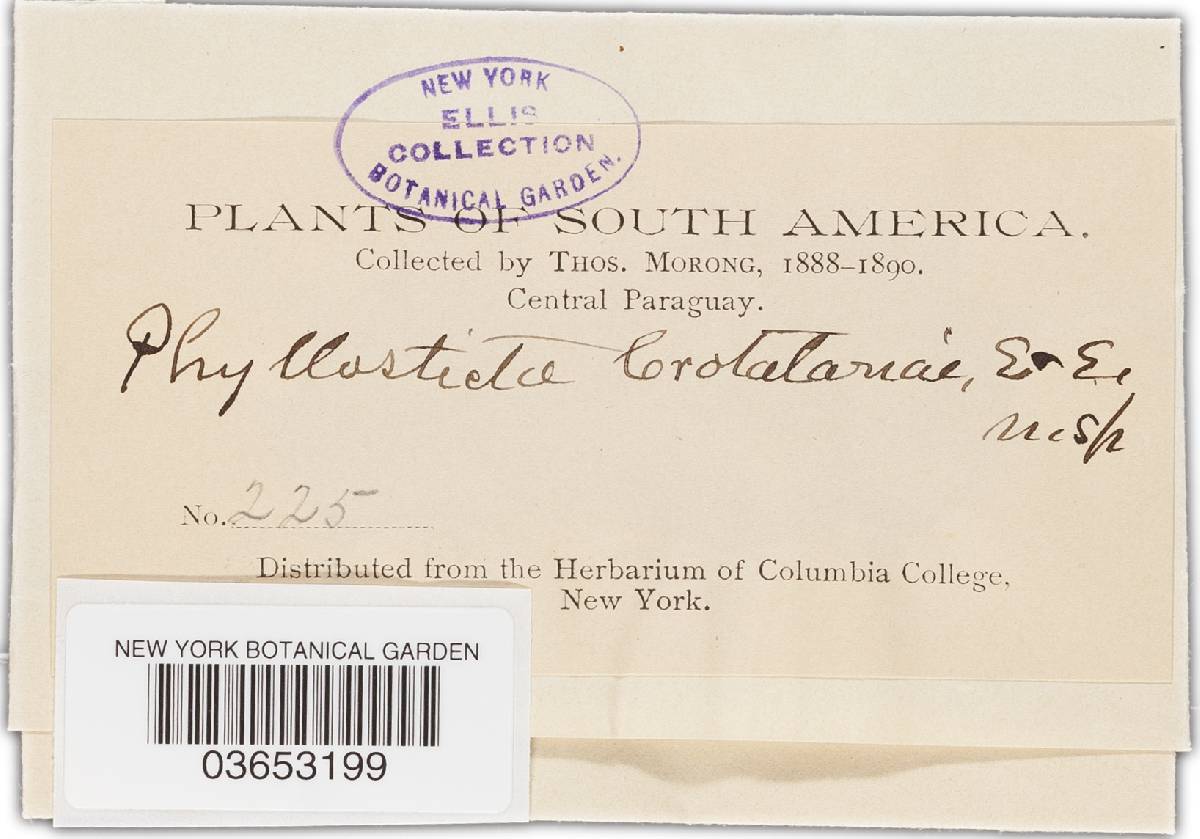 NEW YORK
ELLIS
COLLECTION
BOTANICAL GARDEN.
PLANTS OF SOUTH AMERICA.
Collected by THOS. MORONG, 1888–1890.
Central Paraguay.
Phyllosticta Crotalariae, E & E,
n. sp
No. 225
Distributed from the Herbarium of Columbia College,
New York.
NEW YORK BOTANICAL GARDEN
03653199